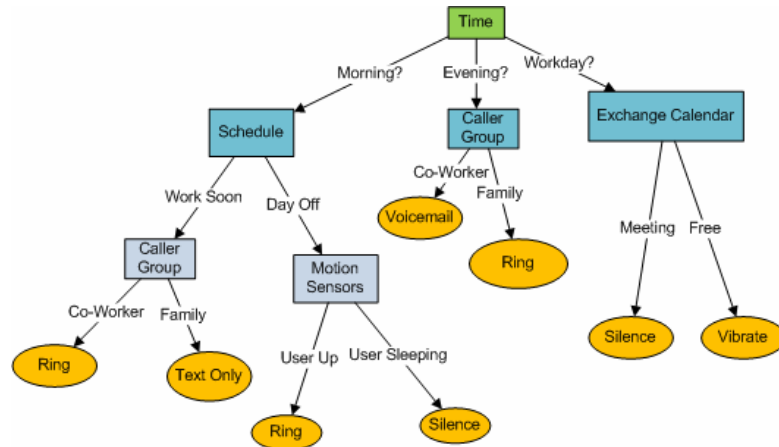 Time
Morning?
Evening?
Workday?
Schedule
Caller
Group
Exchange Calendar
Co-Worker
Family
Work Soon
Day Off
Voicemail
Meeting
Free
Caller
Group
Motion
Sensors
Ring
Co-Worker
Family
Silence
Vibrate
Ring
Text Only
User Up
User Sleeping
Ring
Silence